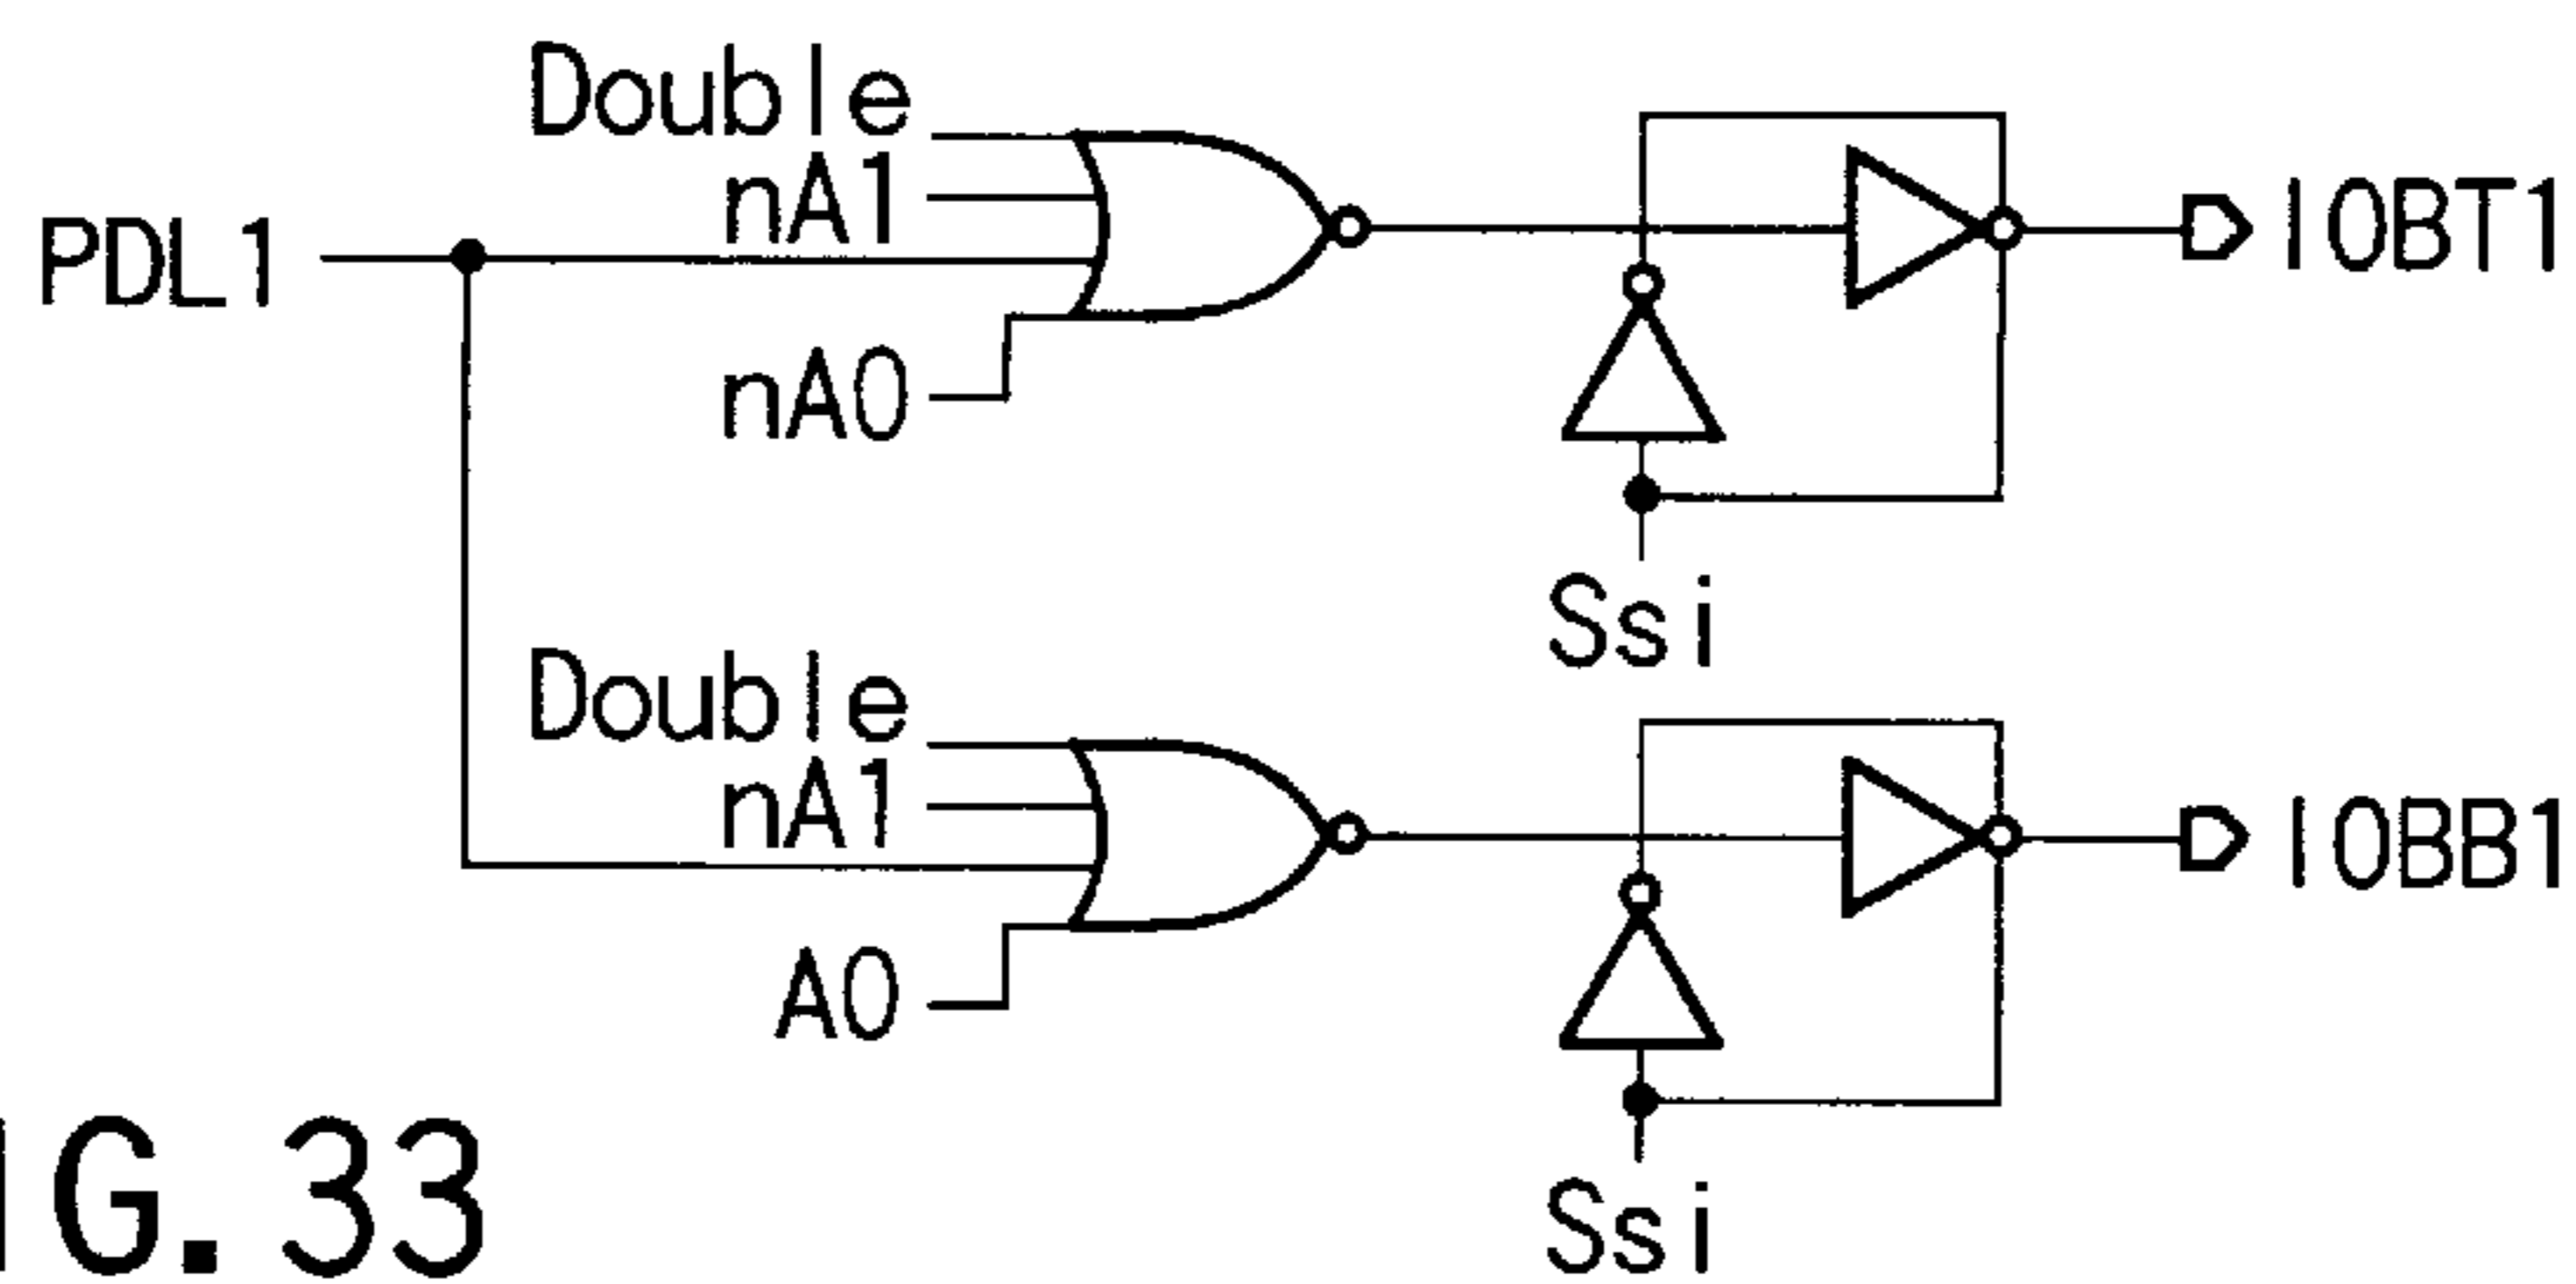 Double
nA1
PDL1
nA0
IOBT1
Ssi
Double
nA1
A0
IOBB1
Ssi
IG.33